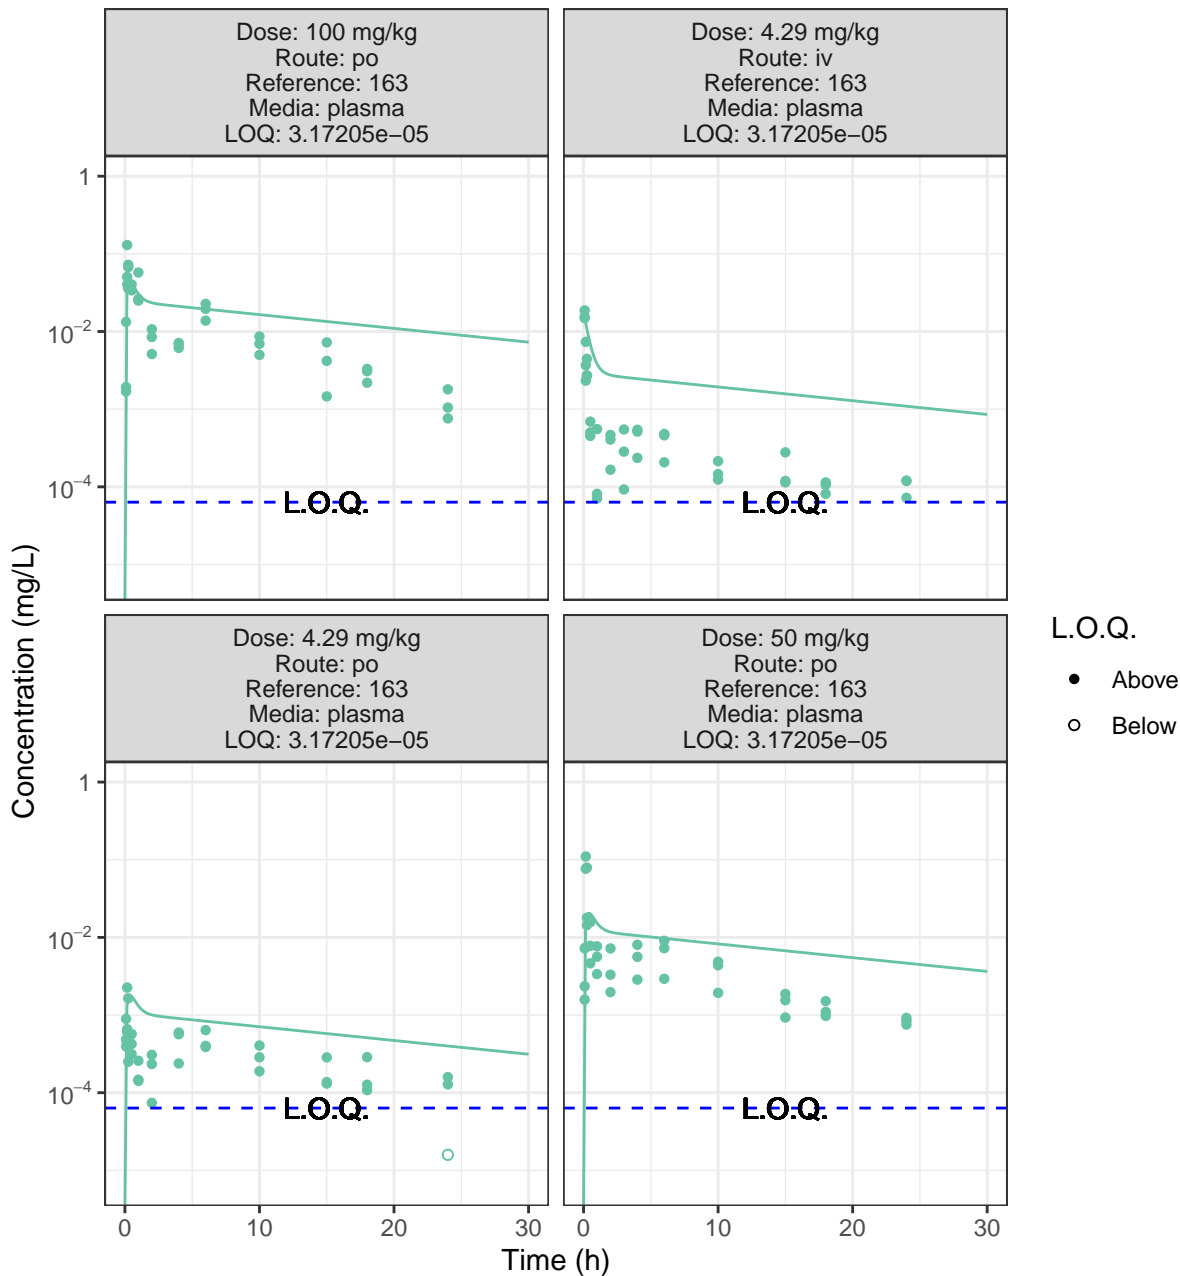 Dose: 100 mg/kg
Route: po
Reference: 163
Media: plasma
LOQ: 3.17205e−05
Dose: 4.29 mg/kg
Route: iv
Reference: 163
Media: plasma
LOQ: 3.17205e−05
1
10⁻²
10⁻⁴
L.O.Q.
L.O.Q.
Dose: 4.29 mg/kg
Route: po
Reference: 163
Media: plasma
LOQ: 3.17205e−05
Dose: 50 mg/kg
Route: po
Reference: 163
Media: plasma
LOQ: 3.17205e−05
1
10⁻²
10⁻⁴
L.O.Q.
L.O.Q.
0 10 20 30
0 10 20 30
Time (h)
Concentration (mg/L)
L.O.Q.
Above
Below